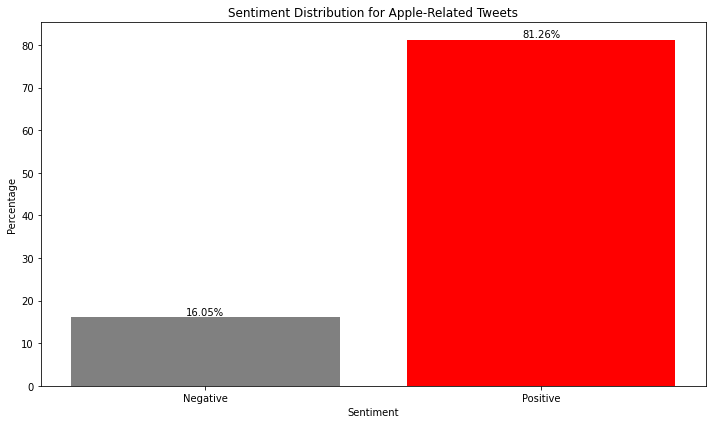 Sentiment Distribution for Apple-Related Tweets
81.26%
80
70
60
50
40
30
20
10
0
Percentage
16.05%
Negative
Positive
Sentiment